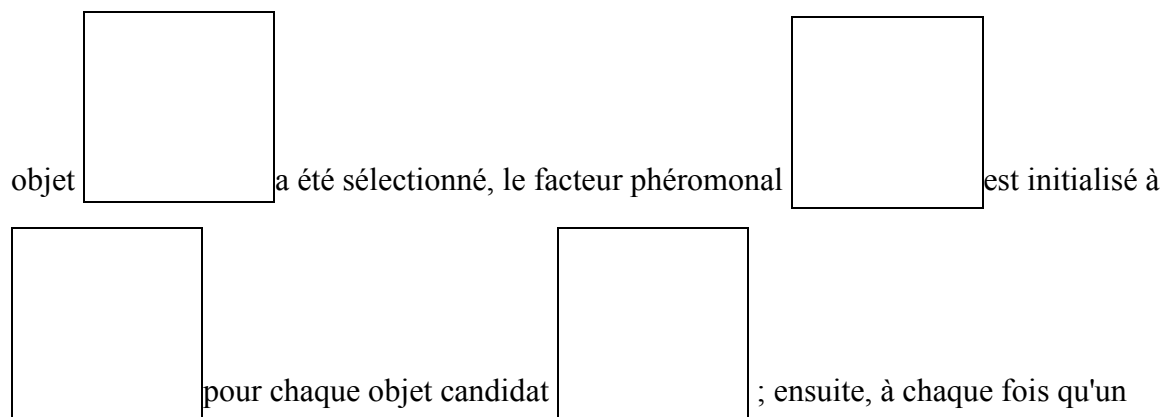 objet a été sélectionné, le facteur phéromonal est initialisé à
pour chaque objet candidat ; ensuite, à chaque fois qu'un